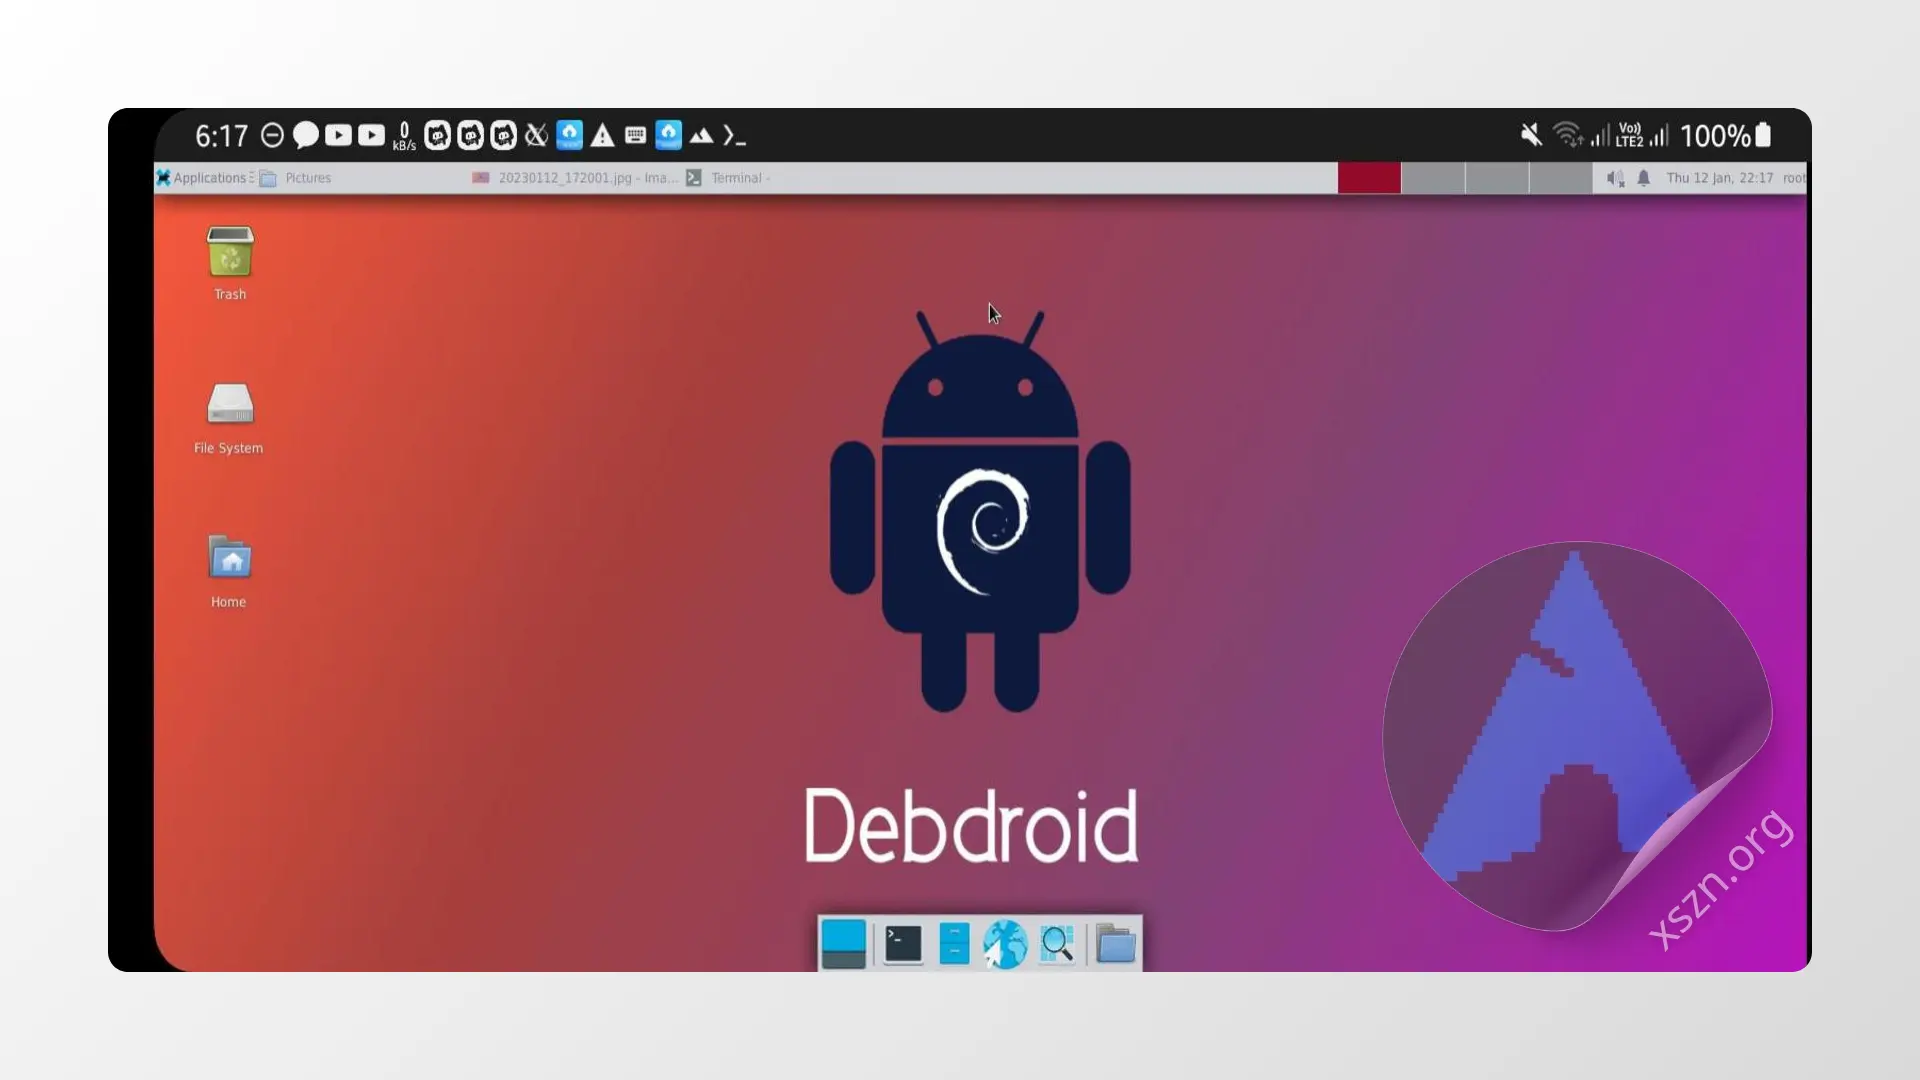 6:17 0 kB/s Vo)) LTE2 100%
Applications Pictures 20230112_172001.jpg - Ima... Terminal - Thu 12 Jan, 22:17 root
Trash
File System
Home
Debdroid
xszn.org